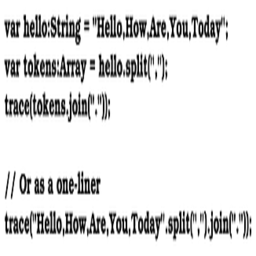 var hello:String = "Hello,How,Are,You,Today";
var tokens:Array = hello.split(",");
trace(tokens.join("."));
// Or as a one-liner
trace("Hello,How,Are,You,Today".split(",").join("."));